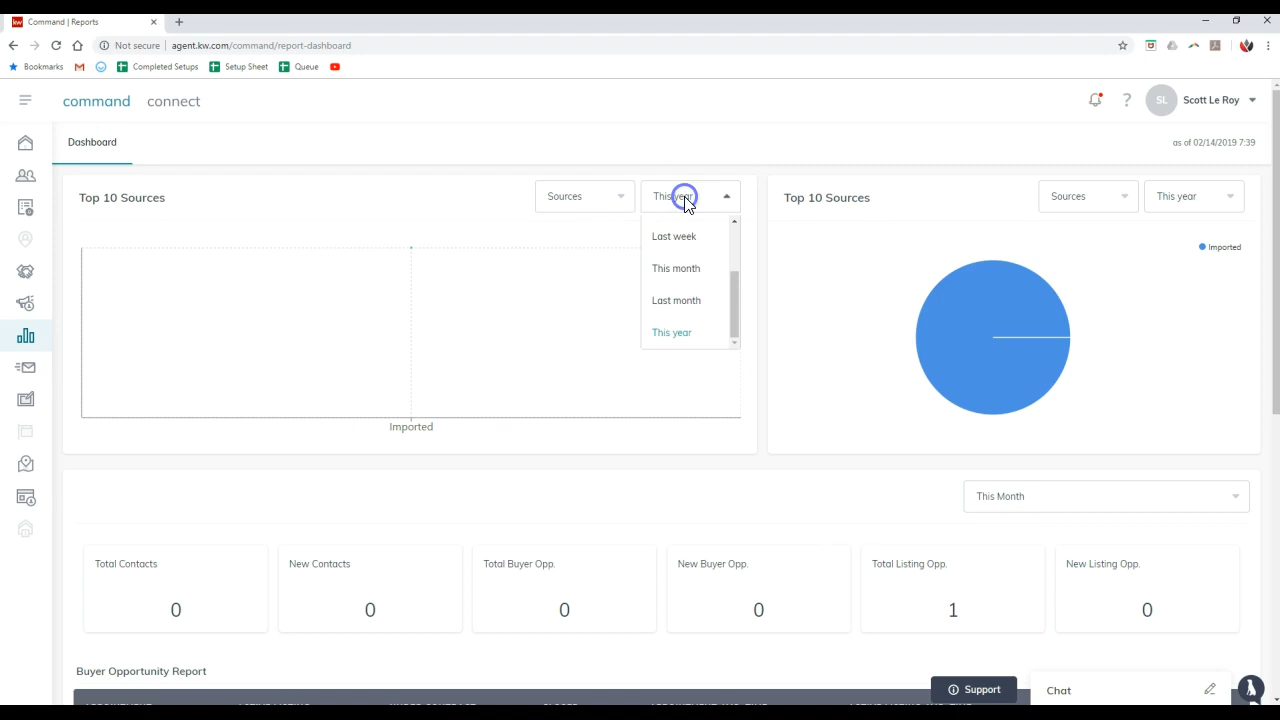 Command | Reports
Not secure | agent.kw.com/command/report-dashboard
Bookmarks Completed Setups Setup Sheet Queue
command connect
SL Scott Le Roy
Dashboard
as of 02/14/2019 7:39
Top 10 Sources
Sources
This year
Last week
This month
Last month
This year
Imported
Top 10 Sources
Sources
This year
Imported
This Month
Total Contacts
0
New Contacts
0
Total Buyer Opp.
0
New Buyer Opp.
0
Total Listing Opp.
1
New Listing Opp.
0
Buyer Opportunity Report
Support
Chat